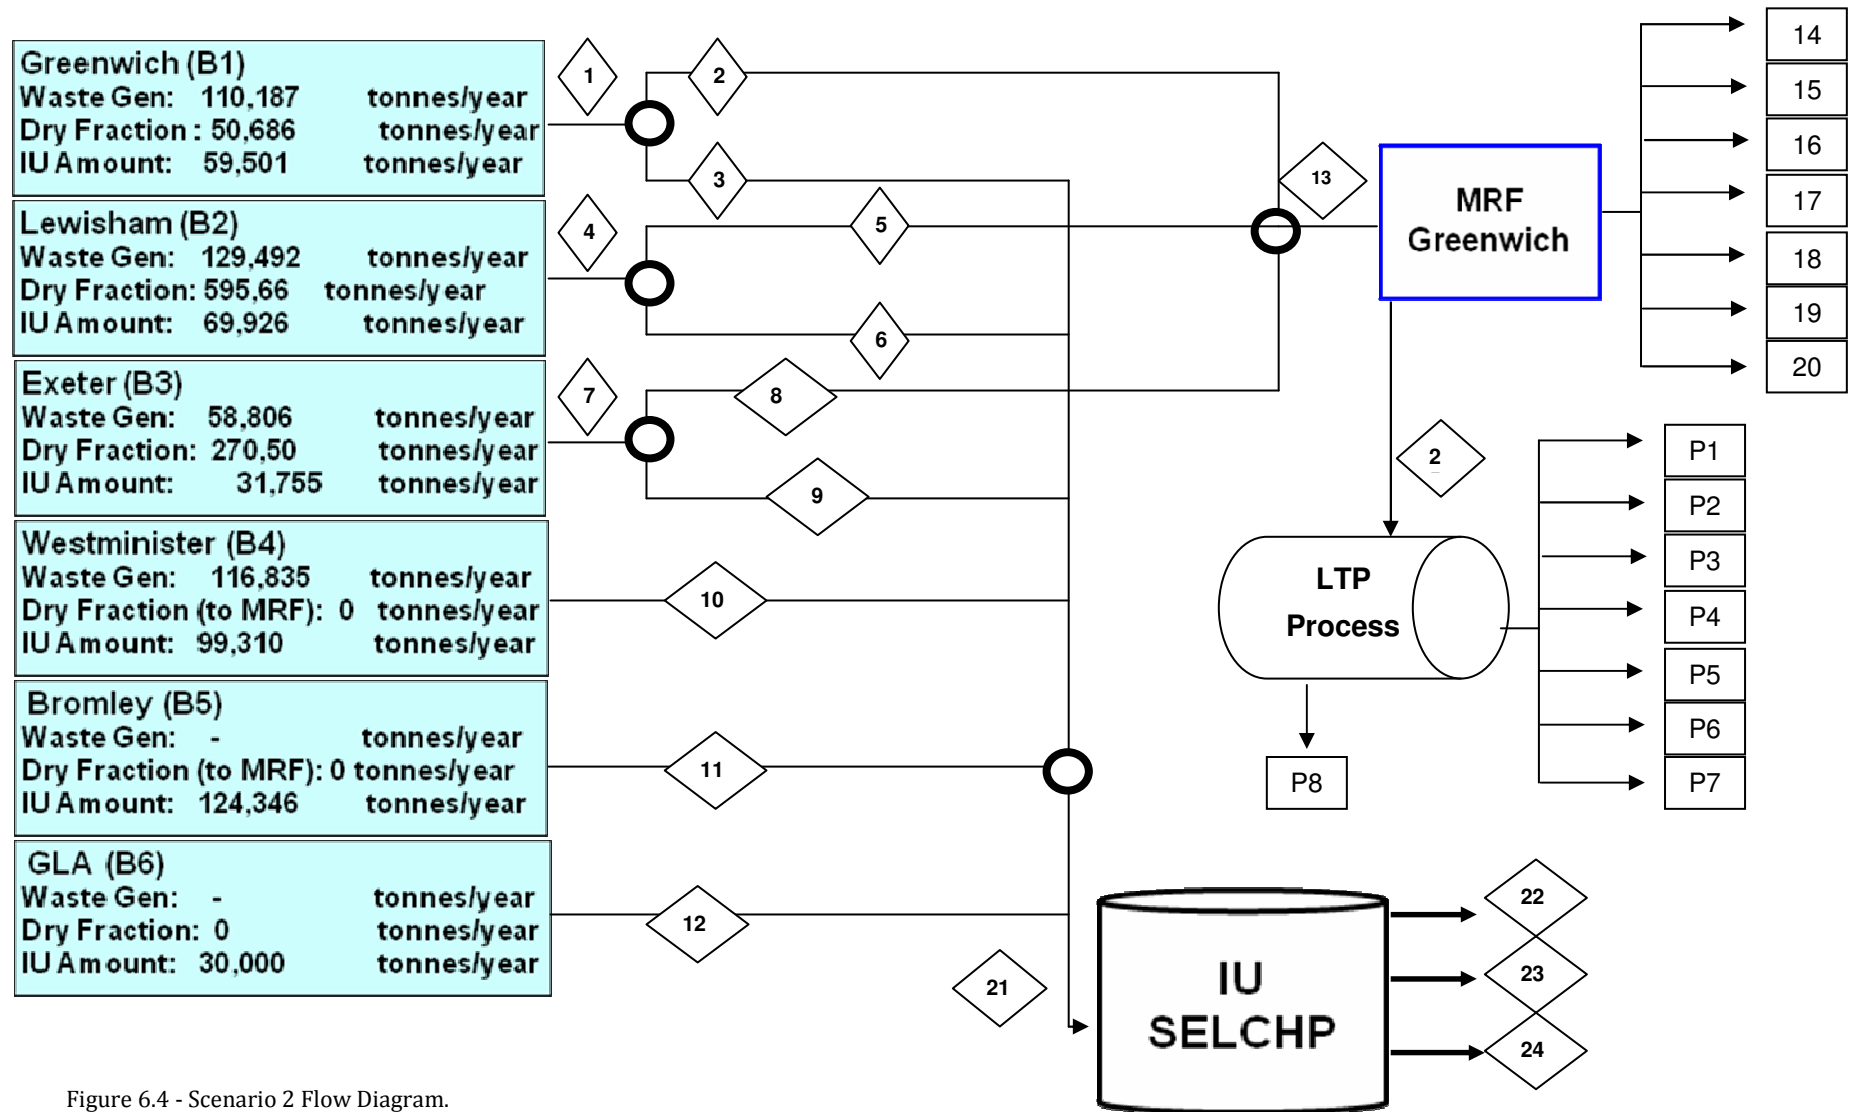 Greenwich (B1)
Waste Gen: 110,187 tonnes/year
Dry Fraction : 50,686 tonnes/year
IU Amount: 59,501 tonnes/year
Lewisham (B2)
Waste Gen: 129,492 tonnes/year
Dry Fraction: 595,66 tonnes/year
IU Amount: 69,926 tonnes/year
Exeter (B3)
Waste Gen: 58,806 tonnes/year
Dry Fraction: 270,50 tonnes/year
IU Amount: 31,755 tonnes/year
Westminister (B4)
Waste Gen: 116,835 tonnes/year
Dry Fraction (to MRF): 0 tonnes/year
IU Amount: 99,310 tonnes/year
Bromley (B5)
Waste Gen: - tonnes/year
Dry Fraction (to MRF): 0 tonnes/year
IU Amount: 124,346 tonnes/year
GLA (B6)
Waste Gen: - tonnes/year
Dry Fraction: 0 tonnes/year
IU Amount: 30,000 tonnes/year
1
2
3
4
5
6
7
8
9
10
11
12
13
MRF
Greenwich
14
15
16
17
18
19
20
2
LTP
Process
P1
P2
P3
P4
P5
P6
P7
P8
21
IU
SELCHP
22
23
24
Figure 6.4 - Scenario 2 Flow Diagram.